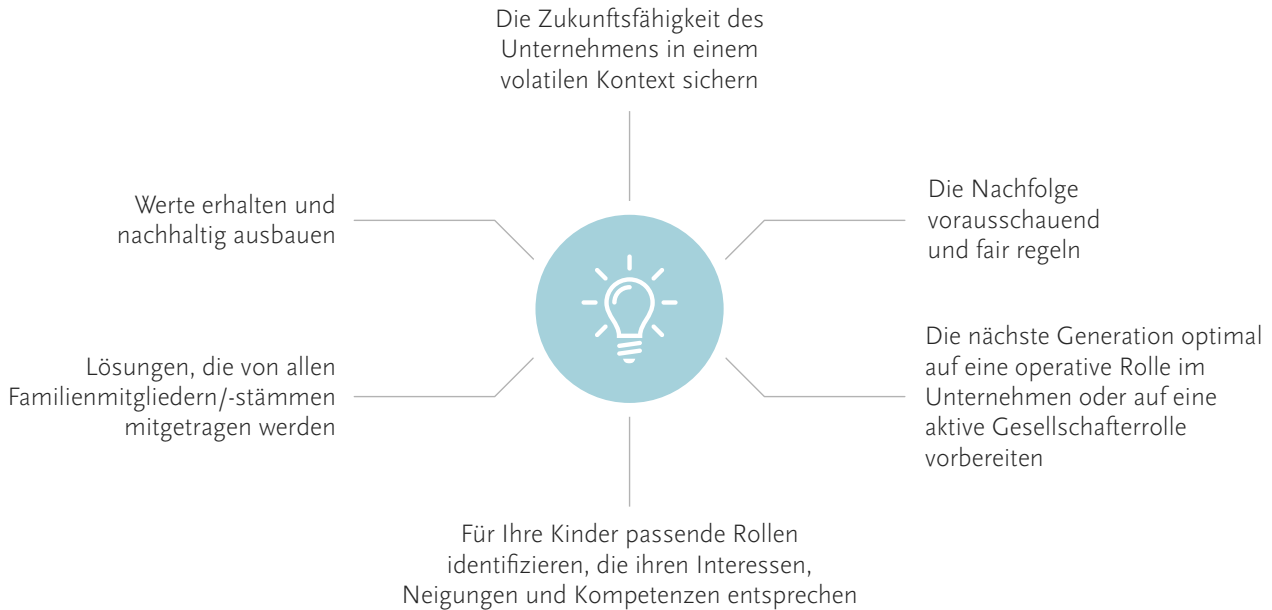 Die Zukunftsfähigkeit des
Unternehmens in einem
volatilen Kontext sichern
Werte erhalten und
nachhaltig ausbauen
Die Nachfolge
vorausschauend
und fair regeln
Lösungen, die von allen
Familienmitgliedern/-stämmen
mitgetragen werden
Die nächste Generation optimal
auf eine operative Rolle im
Unternehmen oder auf eine
aktive Gesellschafterrolle
vorbereiten
Für Ihre Kinder passende Rollen
identifizieren, die ihren Interessen,
Neigungen und Kompetenzen entsprechen